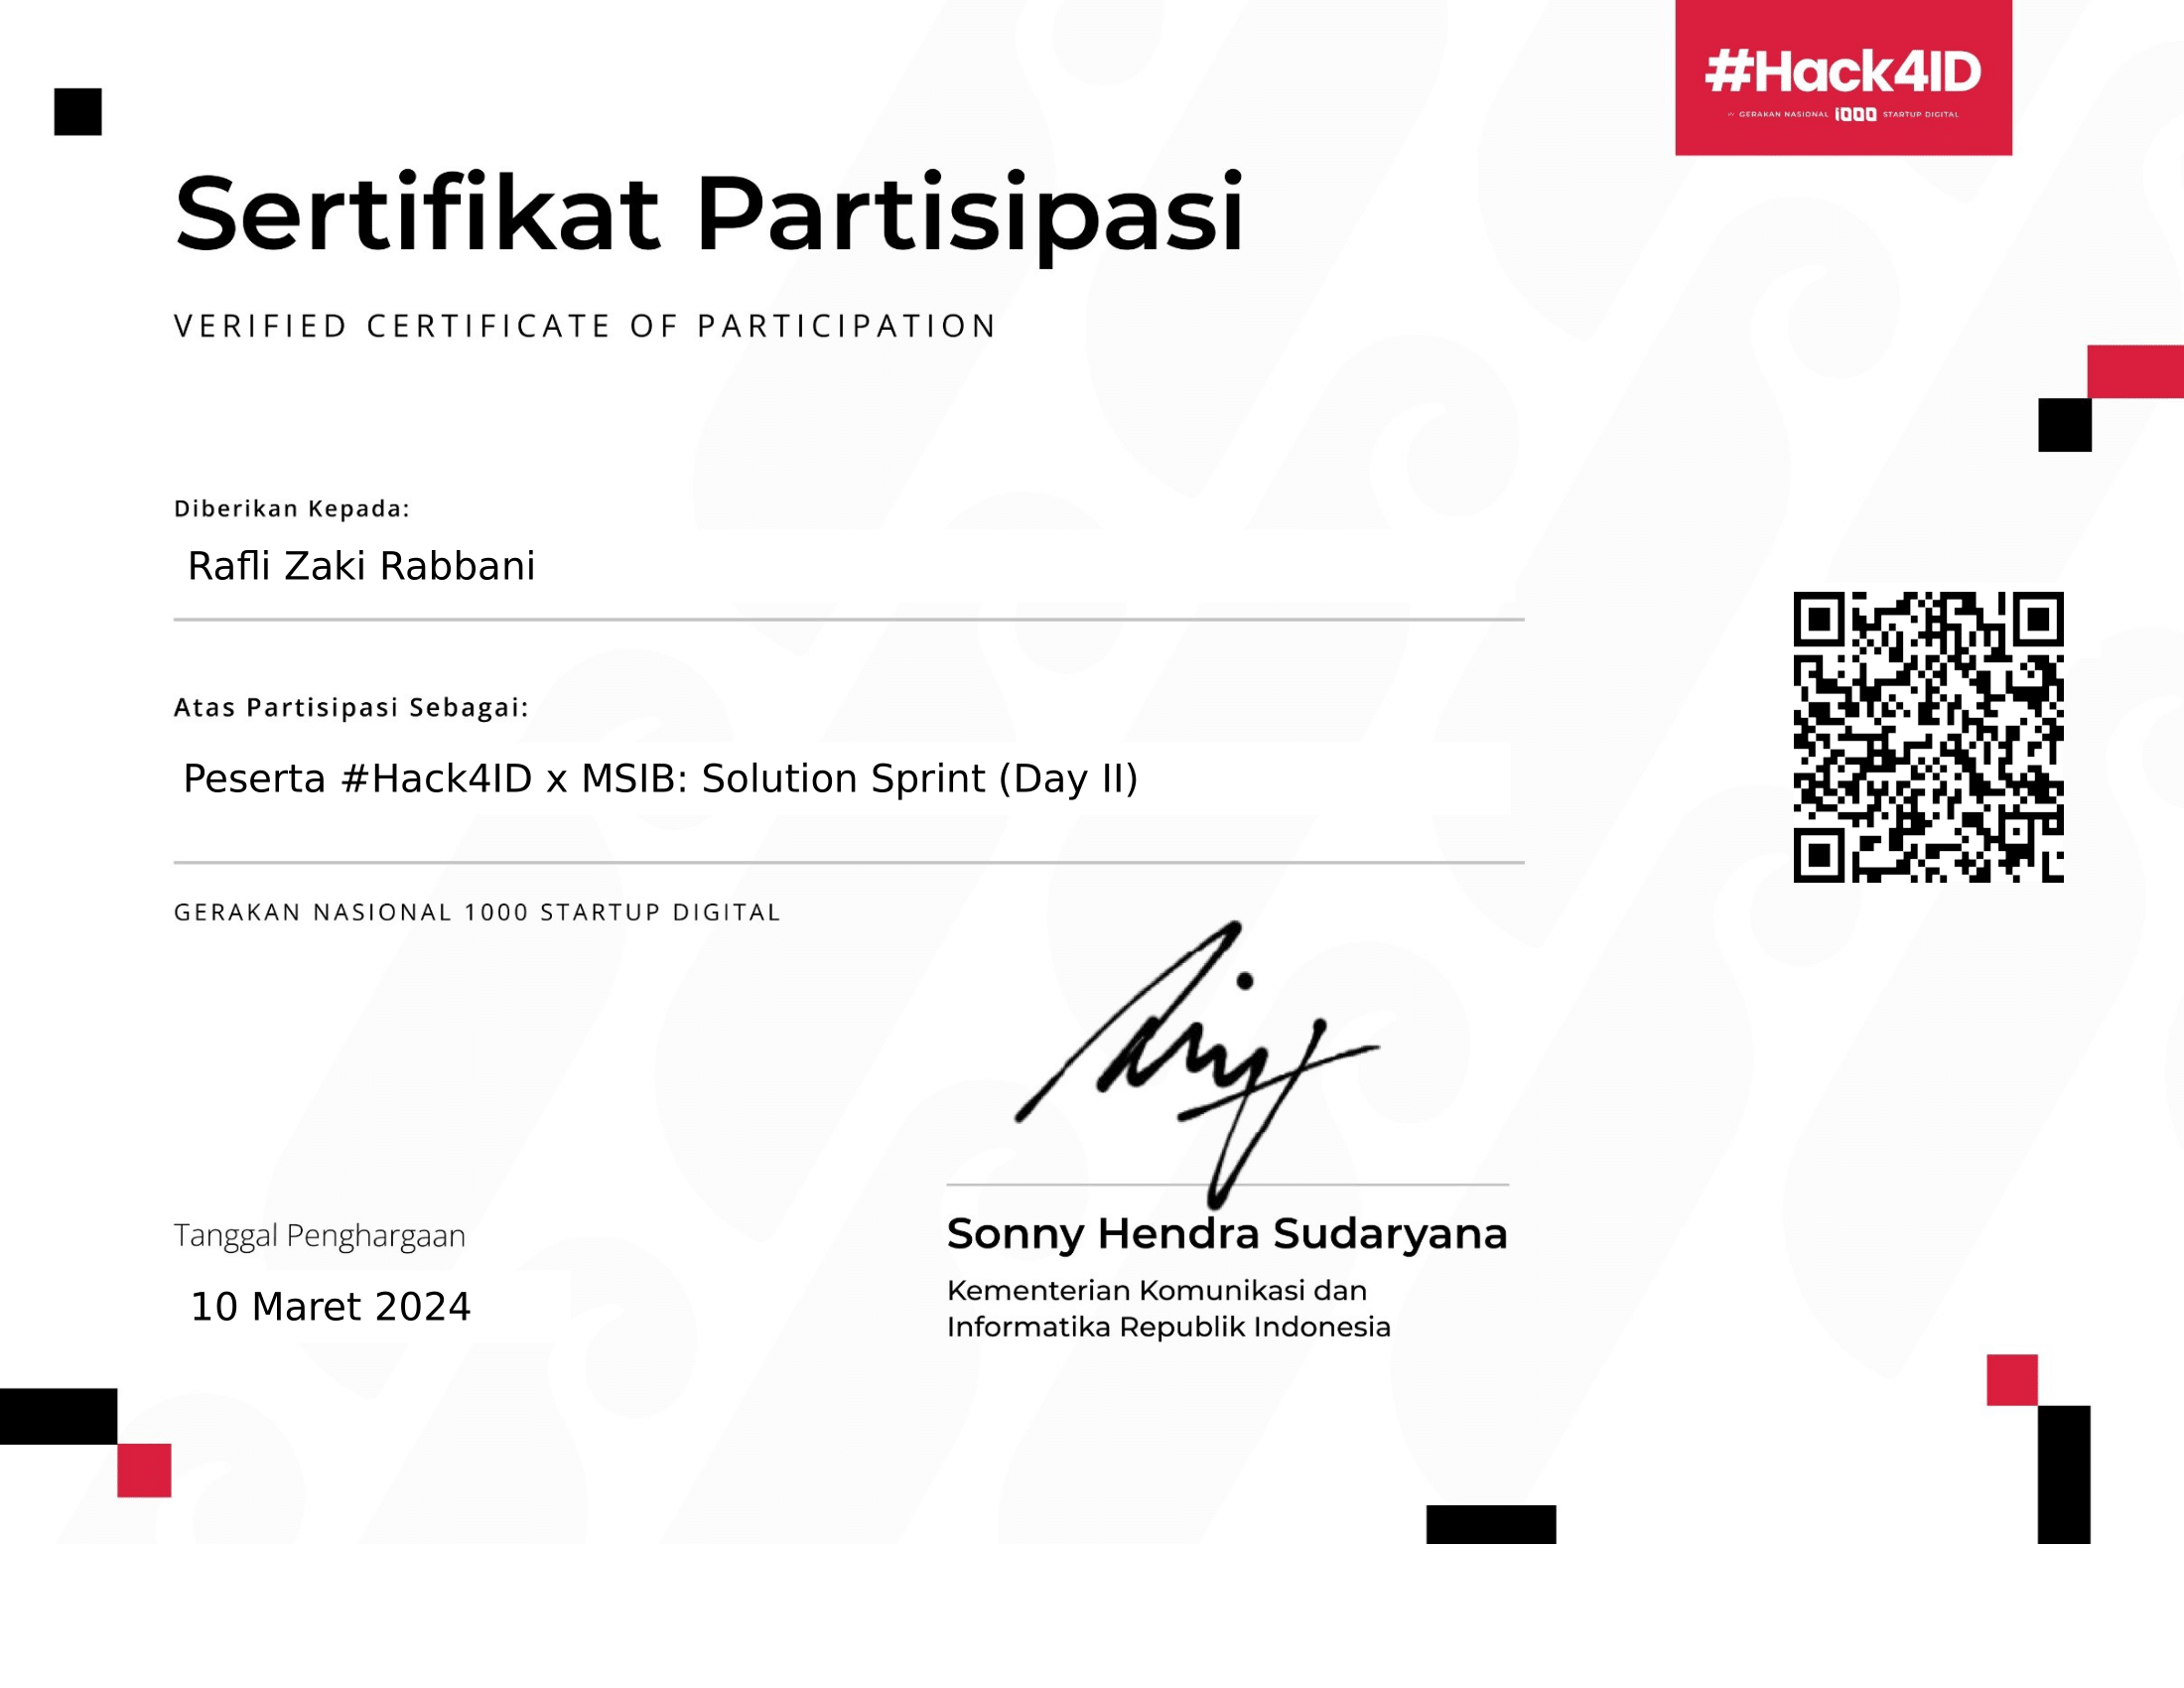 #Hack4ID
GERAKAN NASIONAL 1000 STARTUP DIGITAL
Sertifikat Partisipasi
VERIFIED CERTIFICATE OF PARTICIPATION
Diberikan Kepada:
Rafli Zaki Rabbani
Atas Partisipasi Sebagai:
Peserta #Hack4ID x MSIB: Solution Sprint (Day II)
GERAKAN NASIONAL 1000 STARTUP DIGITAL
Tanggal Penghargaan
10 Maret 2024
Sonny Hendra Sudaryana
Kementerian Komunikasi dan
Informatika Republik Indonesia